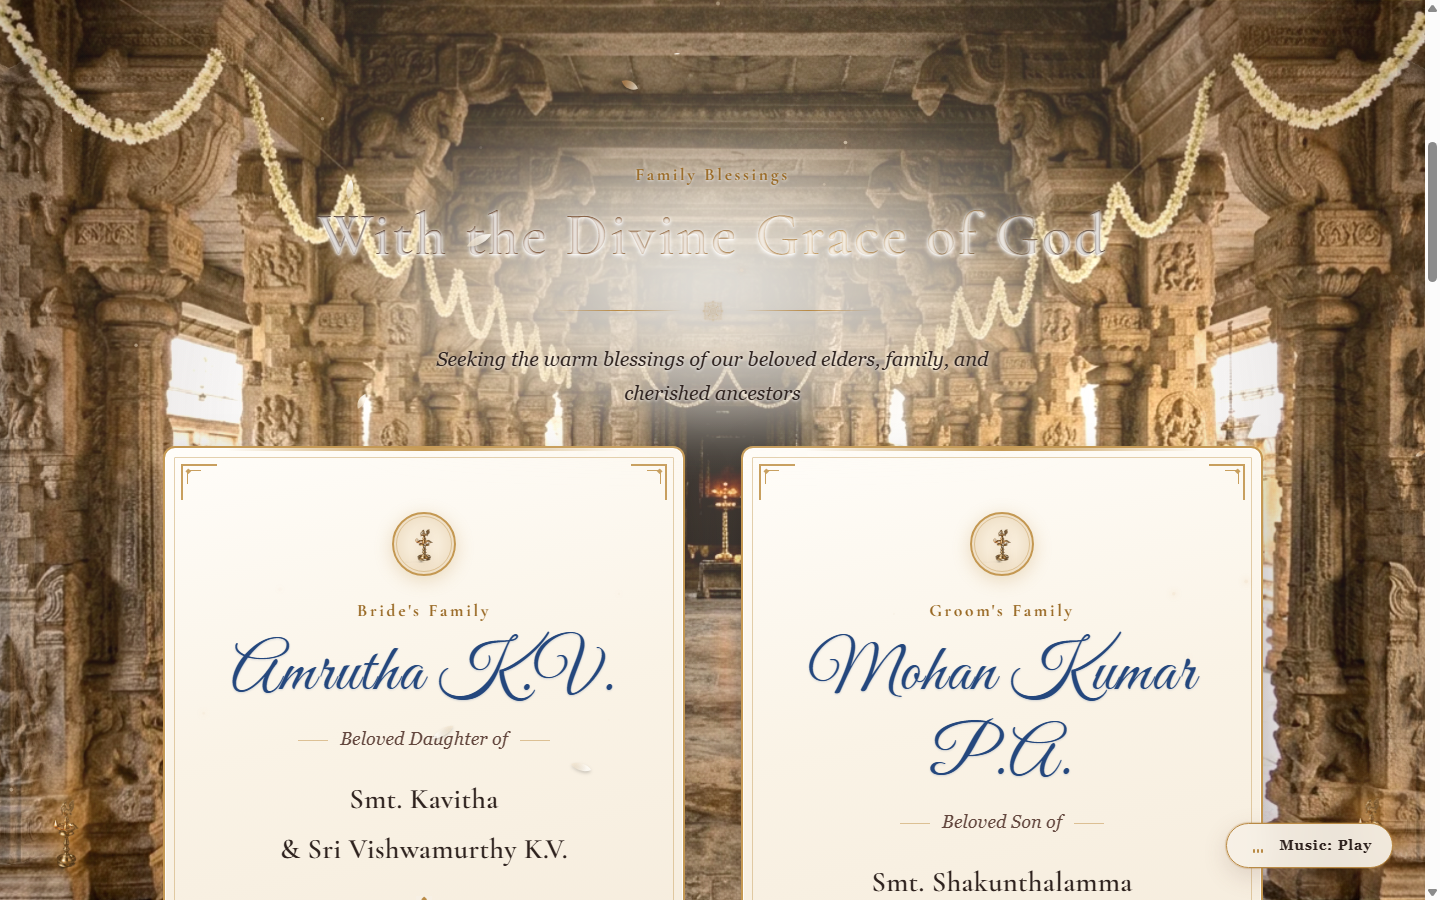 Family Blessings
With the Divine Grace of God
Seeking the warm blessings of our beloved elders, family, and
cherished ancestors
Bride's Family
Amrutha K.V.
Beloved Daughter of
Smt. Kavitha
& Sri Vishwamurthy K.V.
Groom's Family
Mohan Kumar
P.A.
Beloved Son of
Smt. Shakunthalamma
Music: Play